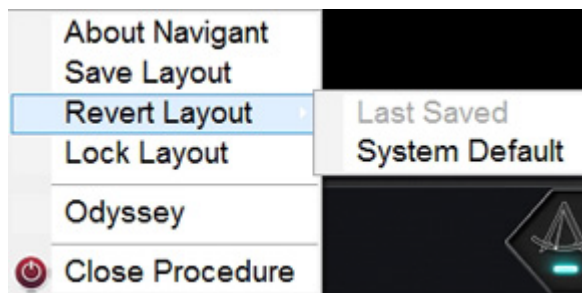 About Navigant
Save Layout
Revert Layout
Last Saved
System Default
Lock Layout
Odyssey
Close Procedure